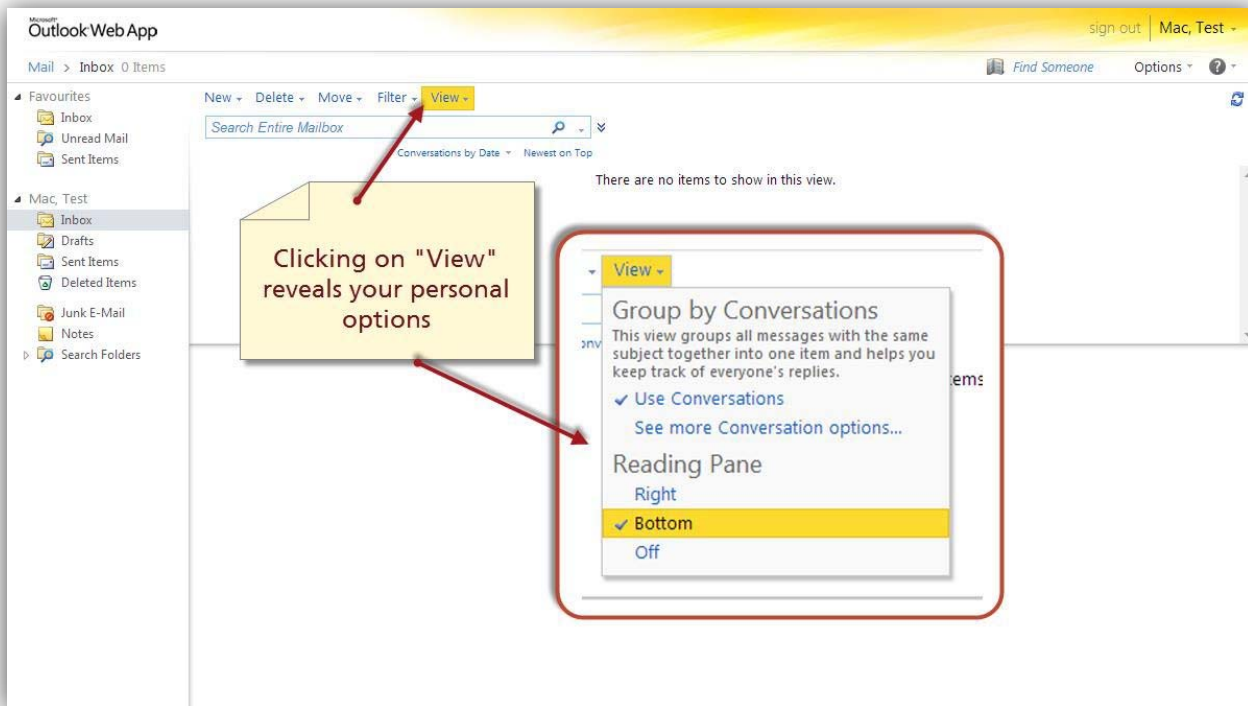 Microsoft
Outlook Web App
sign out Mac, Test
Mail > Inbox 0 Items
Find Someone Options ?
Favourites
Inbox
Unread Mail
Sent Items
Mac, Test
Inbox
Drafts
Sent Items
Deleted Items
Junk E-Mail
Notes
Search Folders
New Delete Move Filter View
Search Entire Mailbox
Conversations by Date Newest on Top
There are no items to show in this view.
Clicking on "View"
reveals your personal
options
View
Group by Conversations
This view groups all messages with the same
subject together into one item and helps you
keep track of everyone's replies.
Use Conversations
See more Conversation options...
Reading Pane
Right
Bottom
Off